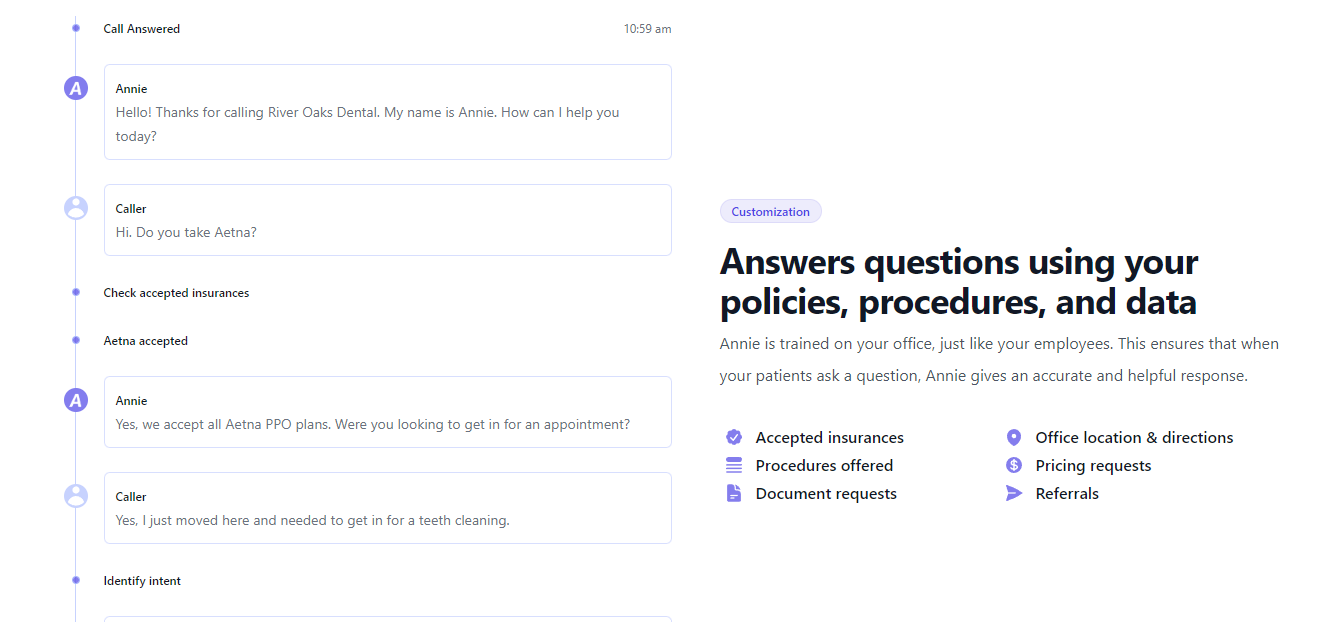 Call Answered
10:59 am
A
Annie
Hello! Thanks for calling River Oaks Dental. My name is Annie. How can I help you
today?
Caller
Hi. Do you take Aetna?
Check accepted insurances
Aetna accepted
A
Annie
Yes, we accept all Aetna PPO plans. Were you looking to get in for an appointment?
Caller
Yes, I just moved here and needed to get in for a teeth cleaning.
Identify intent
Customization
Answers questions using your
policies, procedures, and data
Annie is trained on your office, just like your employees. This ensures that when
your patients ask a question, Annie gives an accurate and helpful response.
Accepted insurances
Procedures offered
Document requests
Office location & directions
$ Pricing requests
Referrals